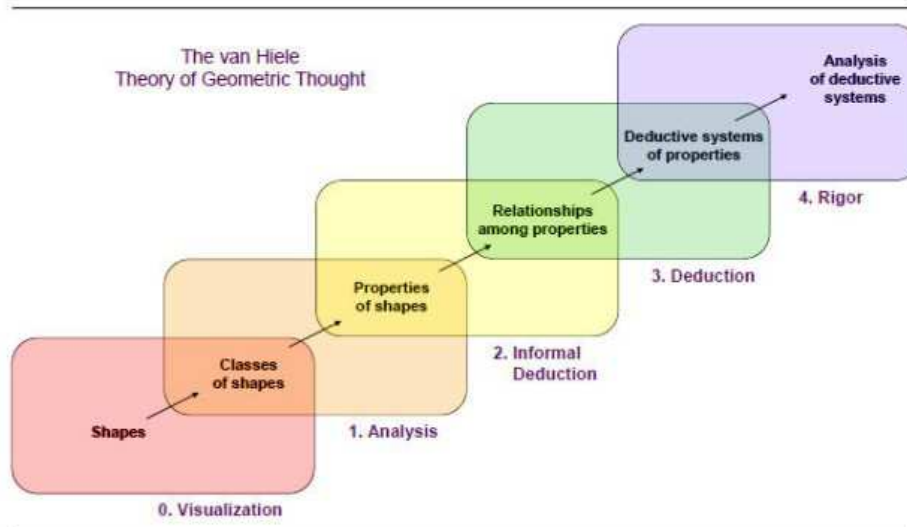 The van Hiele
Theory of Geometric Thought
Analysis
of deductive
systems
Deductive systems
of properties
4. Rigor
Relationships
among properties
3. Deduction
Properties
of shapes
2. Informal
Deduction
Classes
of shapes
1. Analysis
Shapes
0. Visualization